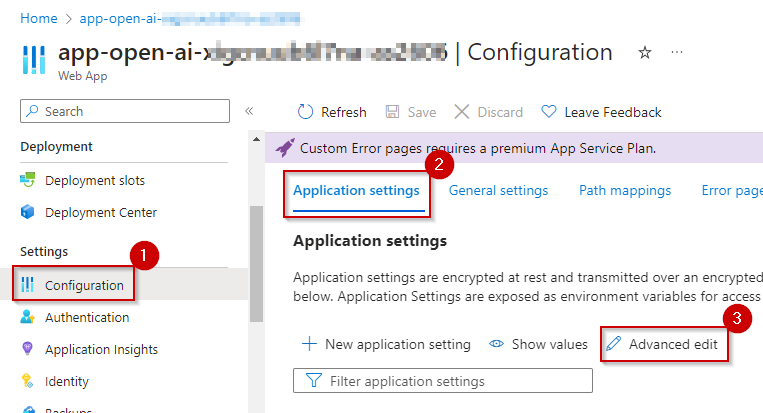 Home > app-open-ai-
app-open-ai- | Configuration
Web App
Search
Refresh Save Discard Leave Feedback
Custom Error pages requires a premium App Service Plan.
Deployment
Deployment slots
Deployment Center
2
Application settings General settings Path mappings Error page
Settings
1
Configuration
Authentication
Application Insights
Identity
Backups
Application settings
Application settings are encrypted at rest and transmitted over an encrypted
below. Application Settings are exposed as environment variables for access
3
New application setting Show values Advanced edit
Filter application settings